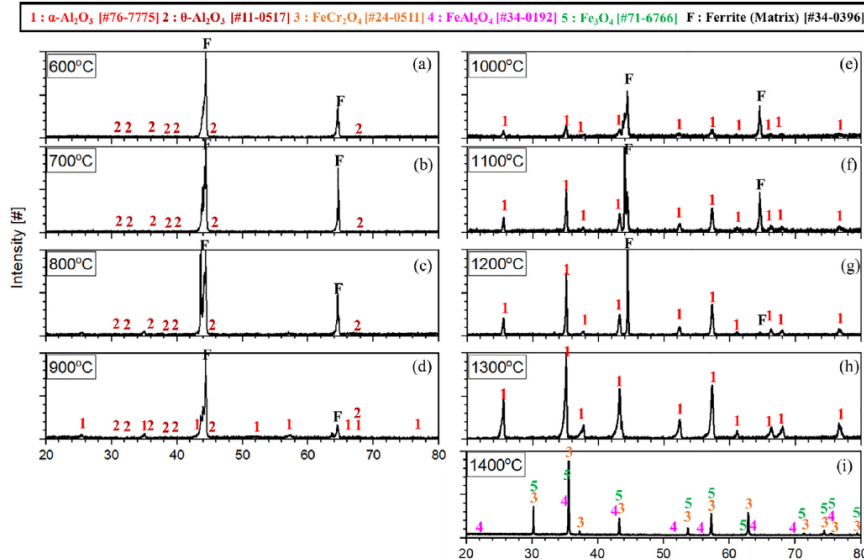 1 : α-Al₂O₃ [#76-7775] 2 : θ-Al₂O₃ [#11-0517] 3 : FeCr₂O₄ [#24-0511] 4 : FeAl₂O₄ [#34-0192] 5 : Fe₃O₄ [#71-6766] F : Ferrite (Matrix) [#34-0396]
Intensity [#]
600°C
F
(a)
2 2 2 2 2 2 F 2
700°C
F
(b)
F
2 2 2 2 2 2 2
800°C
F
(c)
F
2 2 2 2 2 2 2
900°C
F
(d)
1 2 2 1 2 2 2 1 1 1 F 1 2 1 1
20 30 40 50 60 70 80
1000°C
F
(e)
F
1 1 1 1 1 1 1 1 1 1
1100°C
(f)
F
1 1 1 1 1 1 1 1 1 1
1200°C
F
(g)
1 1 1 1 1 1 1 F 1 1 1
1300°C
1
(h)
1 1 1 1 1 1 1 1 1
1400°C
3
(i)
5 3 5 4 3 4 5 3 4 5 3 4 5 3 5 3 4 4 5 3 5 3 5 4 3 5 3
4
20 30 40 50 60 70 80